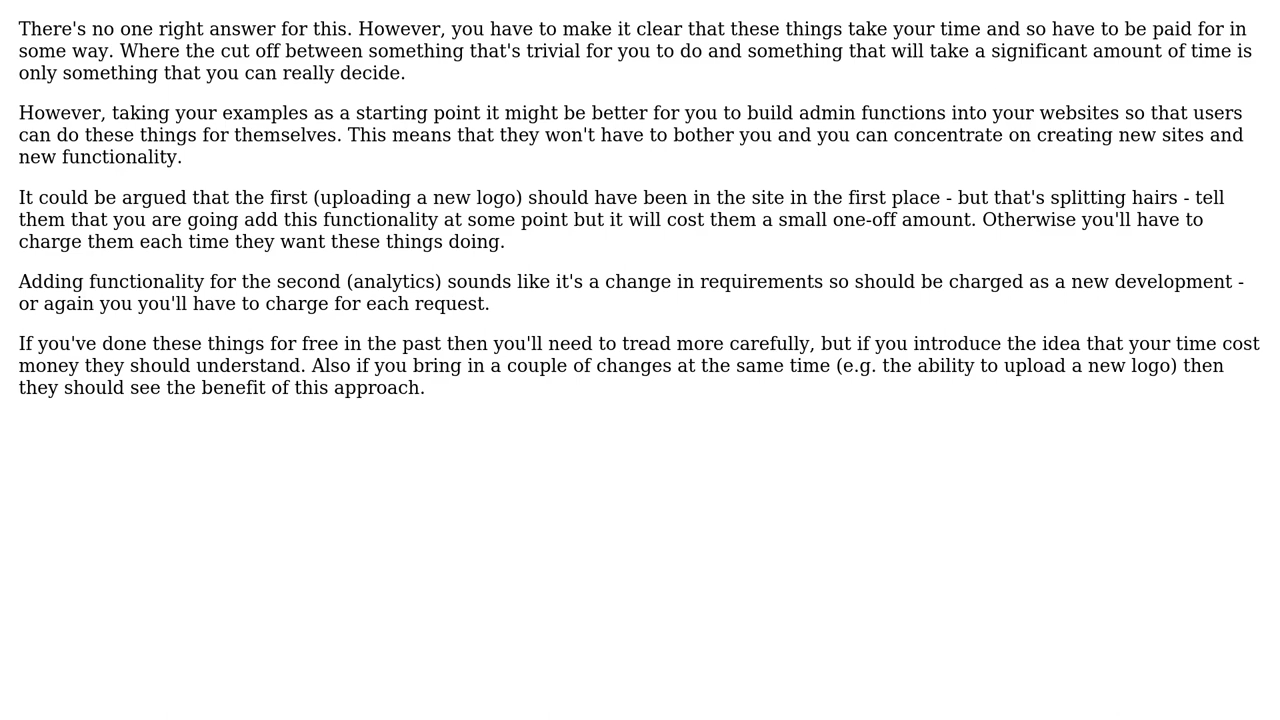 There's no one right answer for this. However, you have to make it clear that these things take your time and so have to be paid for in
some way. Where the cut off between something that's trivial for you to do and something that will take a significant amount of time is
only something that you can really decide.
However, taking your examples as a starting point it might be better for you to build admin functions into your websites so that users
can do these things for themselves. This means that they won't have to bother you and you can concentrate on creating new sites and
new functionality.
It could be argued that the first (uploading a new logo) should have been in the site in the first place - but that's splitting hairs - tell
them that you are going add this functionality at some point but it will cost them a small one-off amount. Otherwise you'll have to
charge them each time they want these things doing.
Adding functionality for the second (analytics) sounds like it's a change in requirements so should be charged as a new development -
or again you you'll have to charge for each request.
If you've done these things for free in the past then you'll need to tread more carefully, but if you introduce the idea that your time cost
money they should understand. Also if you bring in a couple of changes at the same time (e.g. the ability to upload a new logo) then
they should see the benefit of this approach.